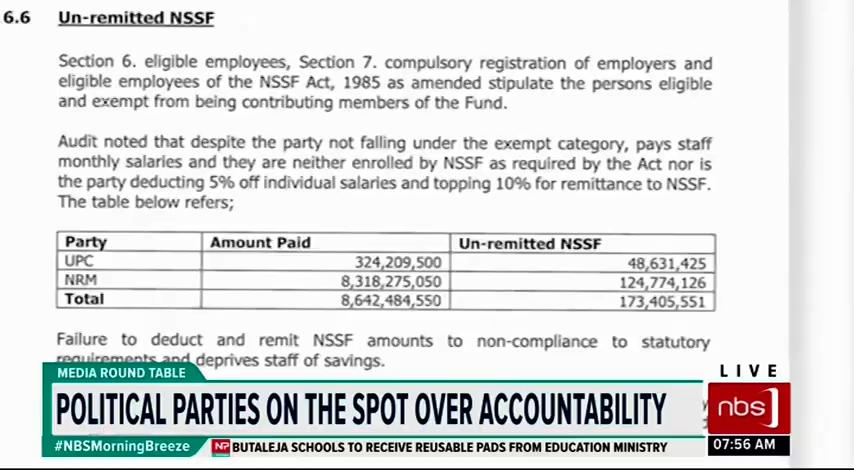 6.6 Un-remitted NSSF
Section 6. eligible employees, Section 7. compulsory registration of employers and
eligible employees of the NSSF Act, 1985 as amended stipulate the persons eligible
and exempt from being contributing members of the Fund.
Audit noted that despite the party not falling under the exempt category, pays staff
monthly salaries and they are neither enrolled by NSSF as required by the Act nor is
the party deducting 5% off individual salaries and topping 10% for remittance to NSSF.
The table below refers;
Party Amount Paid Un-remitted NSSF
UPC 324,209,500 48,631,425
NRM 8,318,275,050 124,774,126
Total 8,642,484,550 173,405,551
Failure to deduct and remit NSSF amounts to non-compliance to statutory
requirements and deprives staff of savings.
MEDIA ROUND TABLE
LIVE
POLITICAL PARTIES ON THE SPOT OVER ACCOUNTABILITY
nbs
#NBSMorningBreeze
NP BUTALEJA SCHOOLS TO RECEIVE REUSABLE PADS FROM EDUCATION MINISTRY
07:56 AM